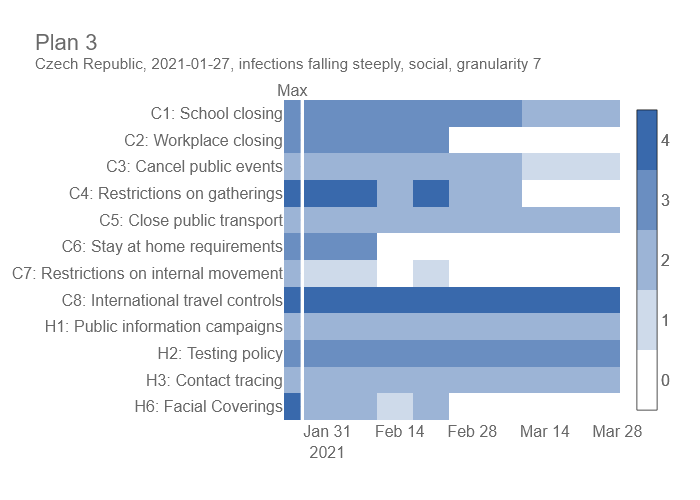 Plan 3
Czech Republic, 2021-01-27, infections falling steeply, social, granularity 7
Max
C1: School closing
C2: Workplace closing
C3: Cancel public events
C4: Restrictions on gatherings
C5: Close public transport
C6: Stay at home requirements
C7: Restrictions on internal movement
C8: International travel controls
H1: Public information campaigns
H2: Testing policy
H3: Contact tracing
H6: Facial Coverings
4
3
2
1
0
Jan 31 Feb 14 Feb 28 Mar 14 Mar 28
2021